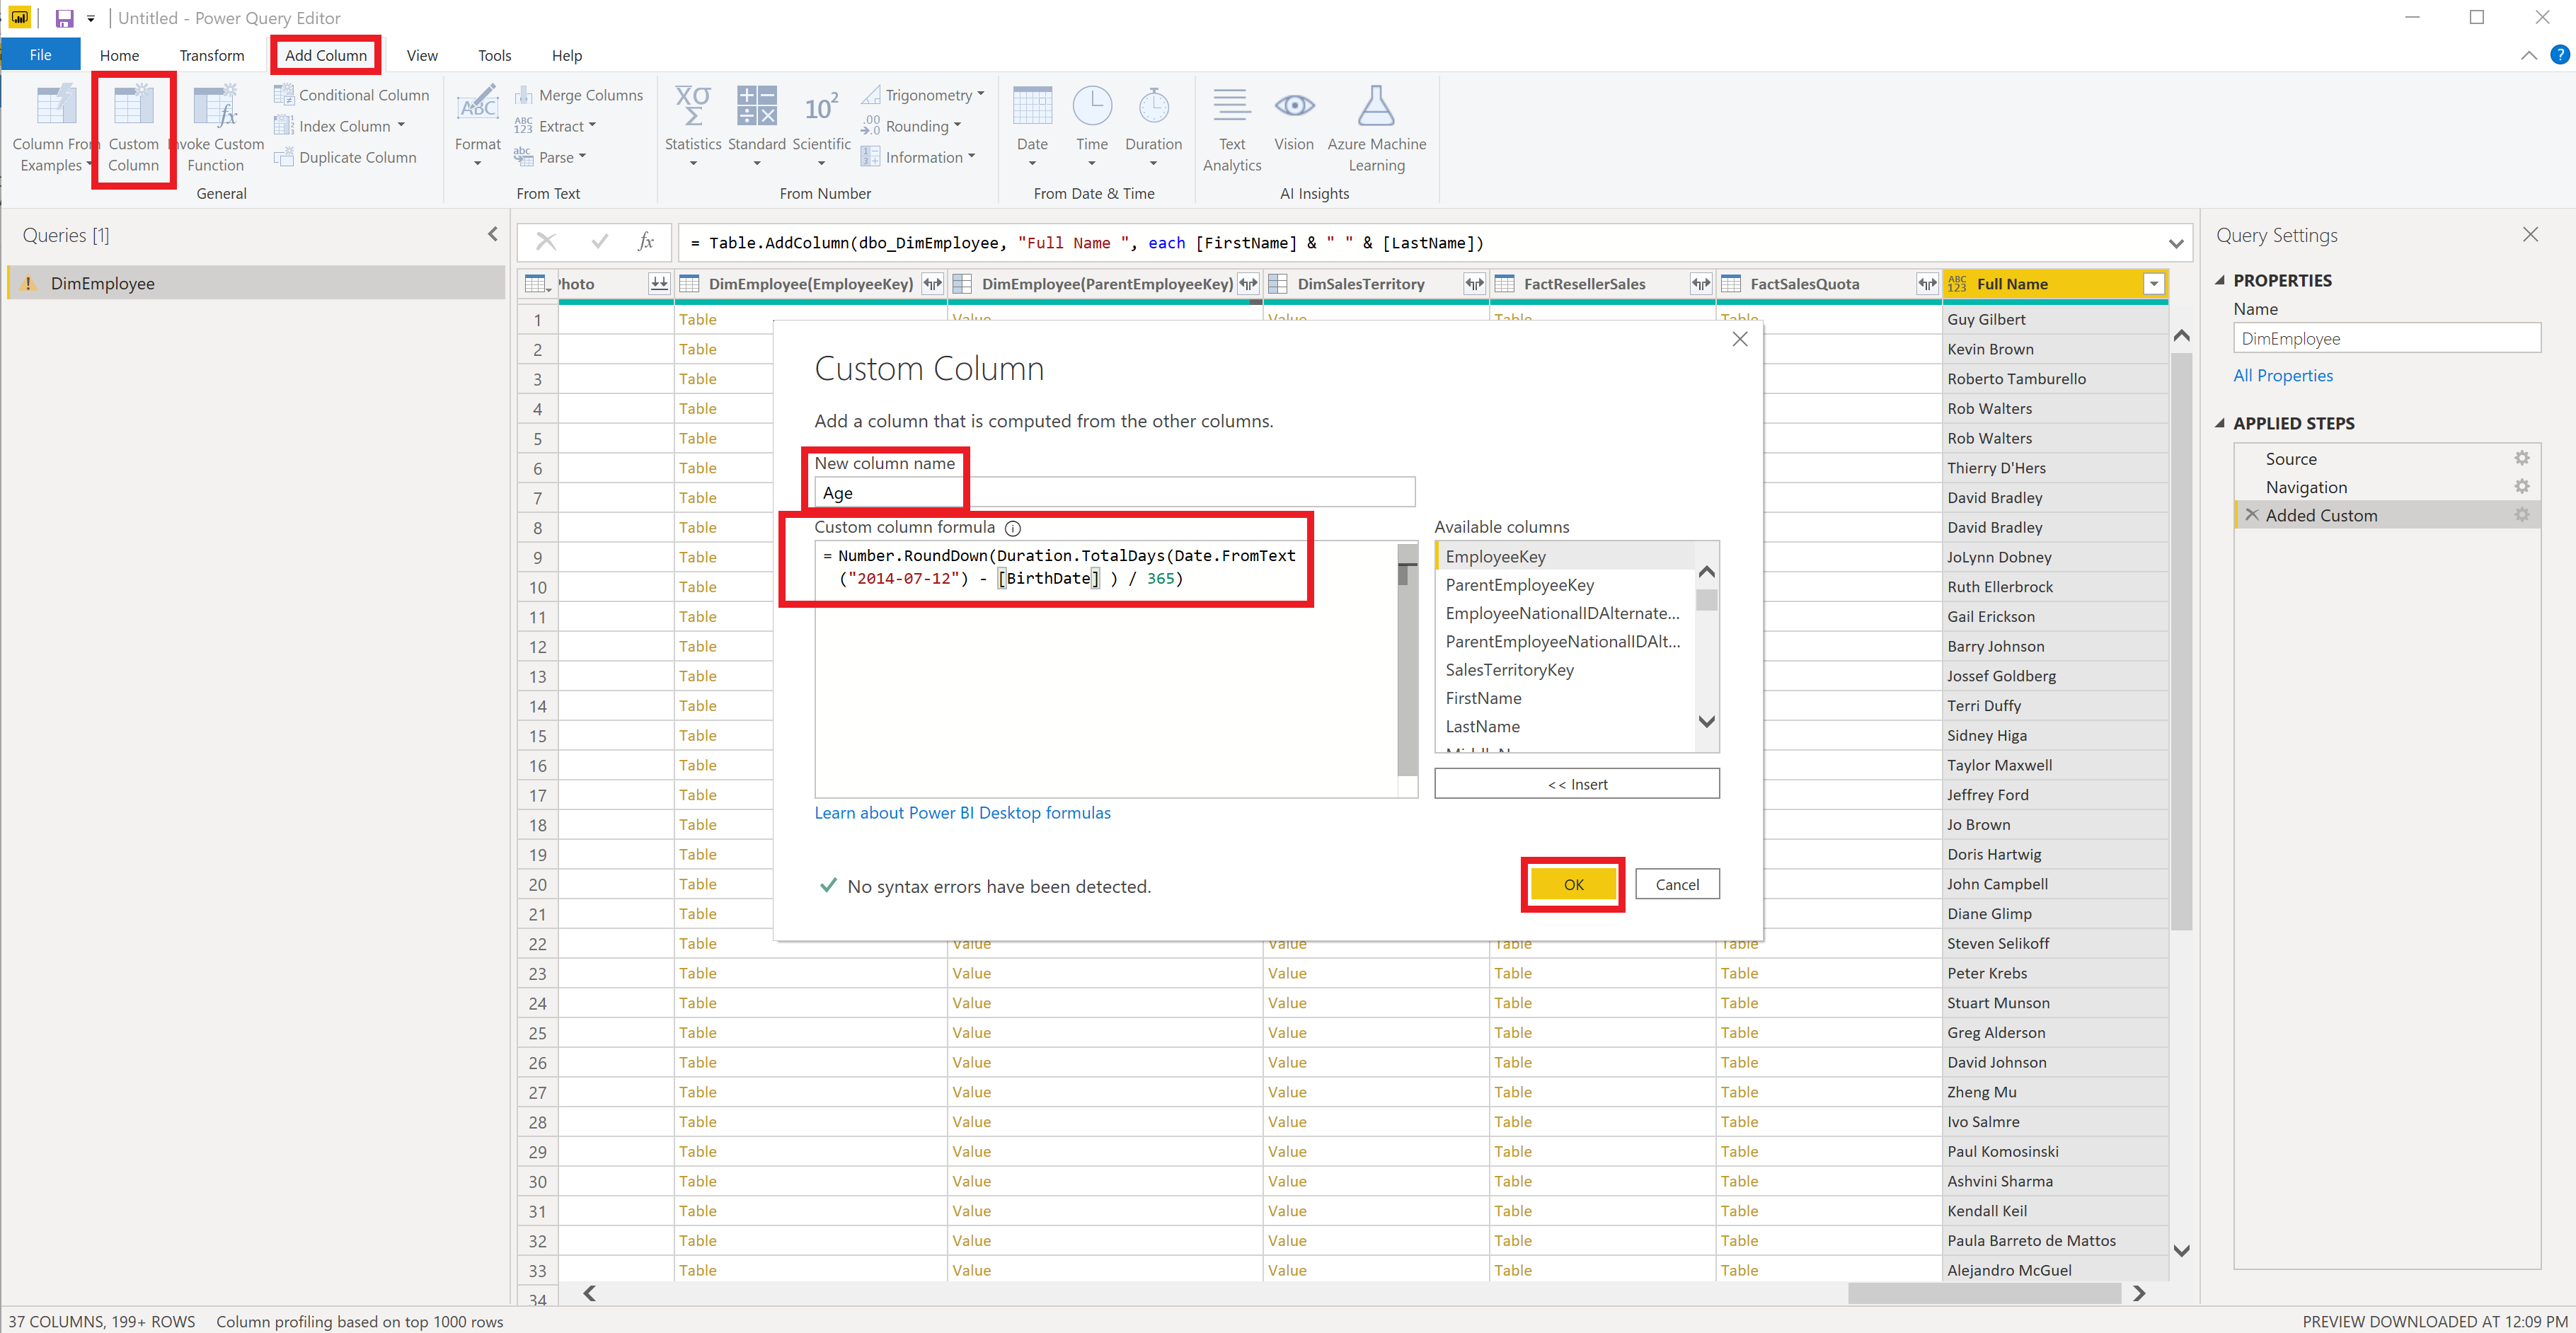 Untitled - Power Query Editor
File Home Transform Add Column View Tools Help
Column From Examples
Custom Column
nvoke Custom Function
Conditional Column
Index Column
Duplicate Column
General
Format
Merge Columns
Extract
Parse
From Text
Statistics
Standard
Scientific
Trigonometry
Rounding
Information
From Number
Date
Time
Duration
From Date & Time
Text Analytics
Vision
Azure Machine Learning
AI Insights
Queries [1]
DimEmployee
= Table.AddColumn(dbo_DimEmployee, "Full Name ", each [FirstName] & " " & [LastName])
Photo DimEmployee(EmployeeKey) DimEmployee(ParentEmployeeKey) DimSalesTerritory FactResellerSales FactSalesQuota Full Name
1 Table Value Value Table Table Guy Gilbert
2 Table Kevin Brown
3 Table Roberto Tamburello
4 Table Rob Walters
5 Table Rob Walters
6 Table Thierry D'Hers
7 Table David Bradley
8 Table David Bradley
9 Table JoLynn Dobney
10 Table Ruth Ellerbrock
11 Table Gail Erickson
12 Table Barry Johnson
13 Table Jossef Goldberg
14 Table Terri Duffy
15 Table Sidney Higa
16 Table Taylor Maxwell
17 Table Jeffrey Ford
18 Table Jo Brown
19 Table Doris Hartwig
20 Table John Campbell
21 Table Diane Glimp
22 Table Value Value Table Table Steven Selikoff
23 Table Value Value Table Table Peter Krebs
24 Table Value Value Table Table Stuart Munson
25 Table Value Value Table Table Greg Alderson
26 Table Value Value Table Table David Johnson
27 Table Value Value Table Table Zheng Mu
28 Table Value Value Table Table Ivo Salmre
29 Table Value Value Table Table Paul Komosinski
30 Table Value Value Table Table Ashvini Sharma
31 Table Value Value Table Table Kendall Keil
32 Table Value Value Table Table Paula Barreto de Mattos
33 Table Value Value Table Table Alejandro McGuel
34
Custom Column
Add a column that is computed from the other columns.
New column name
Age
Custom column formula
= Number.RoundDown(Duration.TotalDays(Date.FromText
("2014-07-12") - [BirthDate] ) / 365)
Available columns
EmployeeKey
ParentEmployeeKey
EmployeeNationalIDAlternate...
ParentEmployeeNationalIDAlt...
SalesTerritoryKey
FirstName
LastName
<< Insert
Learn about Power BI Desktop formulas
No syntax errors have been detected.
OK
Cancel
Query Settings
PROPERTIES
Name
DimEmployee
All Properties
APPLIED STEPS
Source
Navigation
Added Custom
37 COLUMNS, 199+ ROWS Column profiling based on top 1000 rows
PREVIEW DOWNLOADED AT 12:09 PM